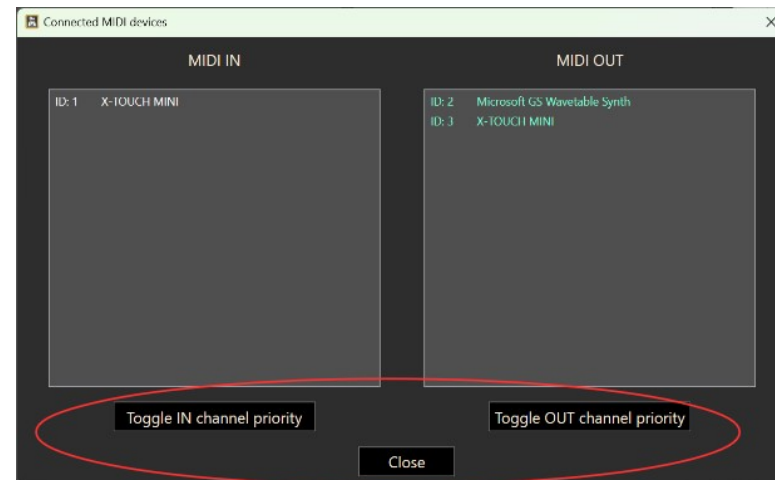 Connected MIDI devices
MIDI IN
MIDI OUT
ID: 1 X-TOUCH MINI
ID: 2 Microsoft GS Wavetable Synth
ID: 3 X-TOUCH MINI
Toggle IN channel priority
Toggle OUT channel priority
Close